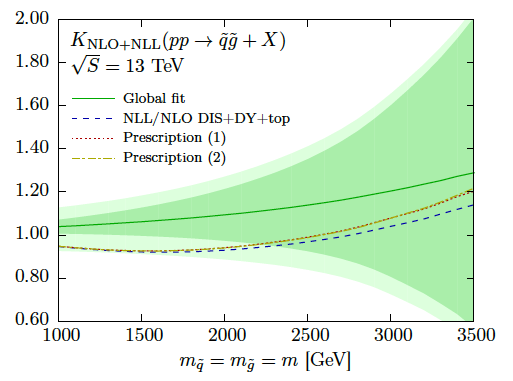 2.00
1.80
1.60
1.40
1.20
1.00
0.80
0.60
K_NLO+NLL(pp → q̃g̃ + X)
√S = 13 TeV
Global fit
NLL/NLO DIS+DY+top
Prescription (1)
Prescription (2)
1000 1500 2000 2500 3000 3500
m_q̃ = m_g̃ = m [GeV]